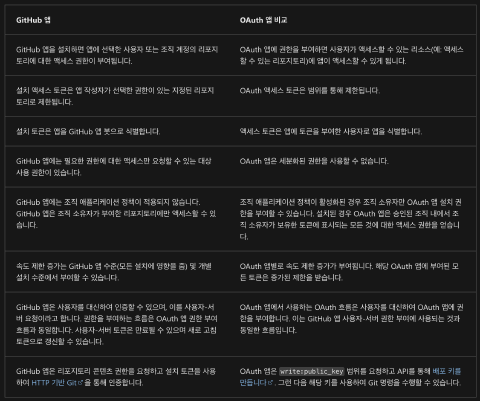 GitHub 앱
OAuth 앱 비교
GitHub 앱을 설치하면 앱에 선택한 사용자 또는 조직 계정의 리포지
토리에 대한 액세스 권한이 부여됩니다.
OAuth 앱에 권한을 부여하면 사용자가 액세스할 수 있는 리소스(예: 액세스
할 수 있는 리포지토리)에 앱이 액세스할 수 있게 됩니다.
설치 액세스 토큰은 앱 작성자가 선택한 권한이 있는 지정된 리포지
토리로 제한됩니다.
OAuth 액세스 토큰은 범위를 통해 제한됩니다.
설치 토큰은 앱을 GitHub 앱 봇으로 식별합니다.
액세스 토큰은 앱에 토큰을 부여한 사용자로 앱을 식별합니다.
GitHub 앱에는 필요한 권한에 대한 액세스만 요청할 수 있는 대상
사용 권한이 있습니다.
OAuth 앱은 세분화된 권한을 사용할 수 없습니다.
GitHub 앱에는 조직 애플리케이션 정책이 적용되지 않습니다.
GitHub 앱은 조직 소유자가 부여한 리포지토리에만 액세스할 수 있
습니다.
조직 애플리케이션 정책이 활성화된 경우 조직 소유자만 OAuth 앱 설치 권
한을 부여할 수 있습니다. 설치된 경우 OAuth 앱은 승인된 조직 내에서 조
직 소유자가 보유한 토큰에 표시되는 모든 것에 대한 액세스 권한을 얻습니
다.
속도 제한 증가는 GitHub 앱 수준(모든 설치에 영향을 줌) 및 개별
설치 수준에서 부여할 수 있습니다.
OAuth 앱별로 속도 제한 증가가 부여됩니다. 해당 OAuth 앱에 부여된 모
든 토큰은 증가된 제한을 받습니다.
GitHub 앱은 사용자를 대신하여 인증할 수 있으며, 이를 사용자-서
버 요청이라고 합니다. 권한을 부여하는 흐름은 OAuth 앱 권한 부여
흐름과 동일합니다. 사용자-서버 토큰은 만료될 수 있으며 새로 고침
토큰으로 갱신할 수 있습니다.
OAuth 앱에서 사용하는 OAuth 흐름은 사용자를 대신하여 OAuth 앱에 권
한을 부여합니다. 이는 GitHub 앱 사용자-서버 권한 부여에 사용되는 것과
동일한 흐름입니다.
GitHub 앱은 리포지토리 콘텐츠 권한을 요청하고 설치 토큰을 사용
하여 HTTP 기반 Git 을 통해 인증합니다.
OAuth 앱은 write:public_key 범위를 요청하고 API를 통해 배포 키를
만듭니다 . 그런 다음 해당 키를 사용하여 Git 명령을 수행할 수 있습니다.